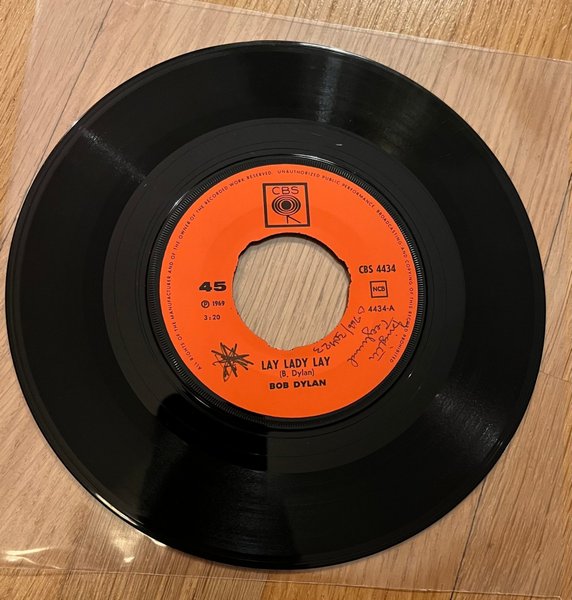 ALL RIGHTS OF THE MANUFACTURER AND OF THE OWNER OF THE RECORDED WORK RESERVED. UNAUTHORIZED PUBLIC PERFORMANCE, BROADCASTING AND COPYING OF THIS RECORD PROHIBITED
CBS
45
CBS 4434
Ⓟ 1969
NCB
3:20
4434-A
LAY LADY LAY
(B. Dylan)
BOB DYLAN